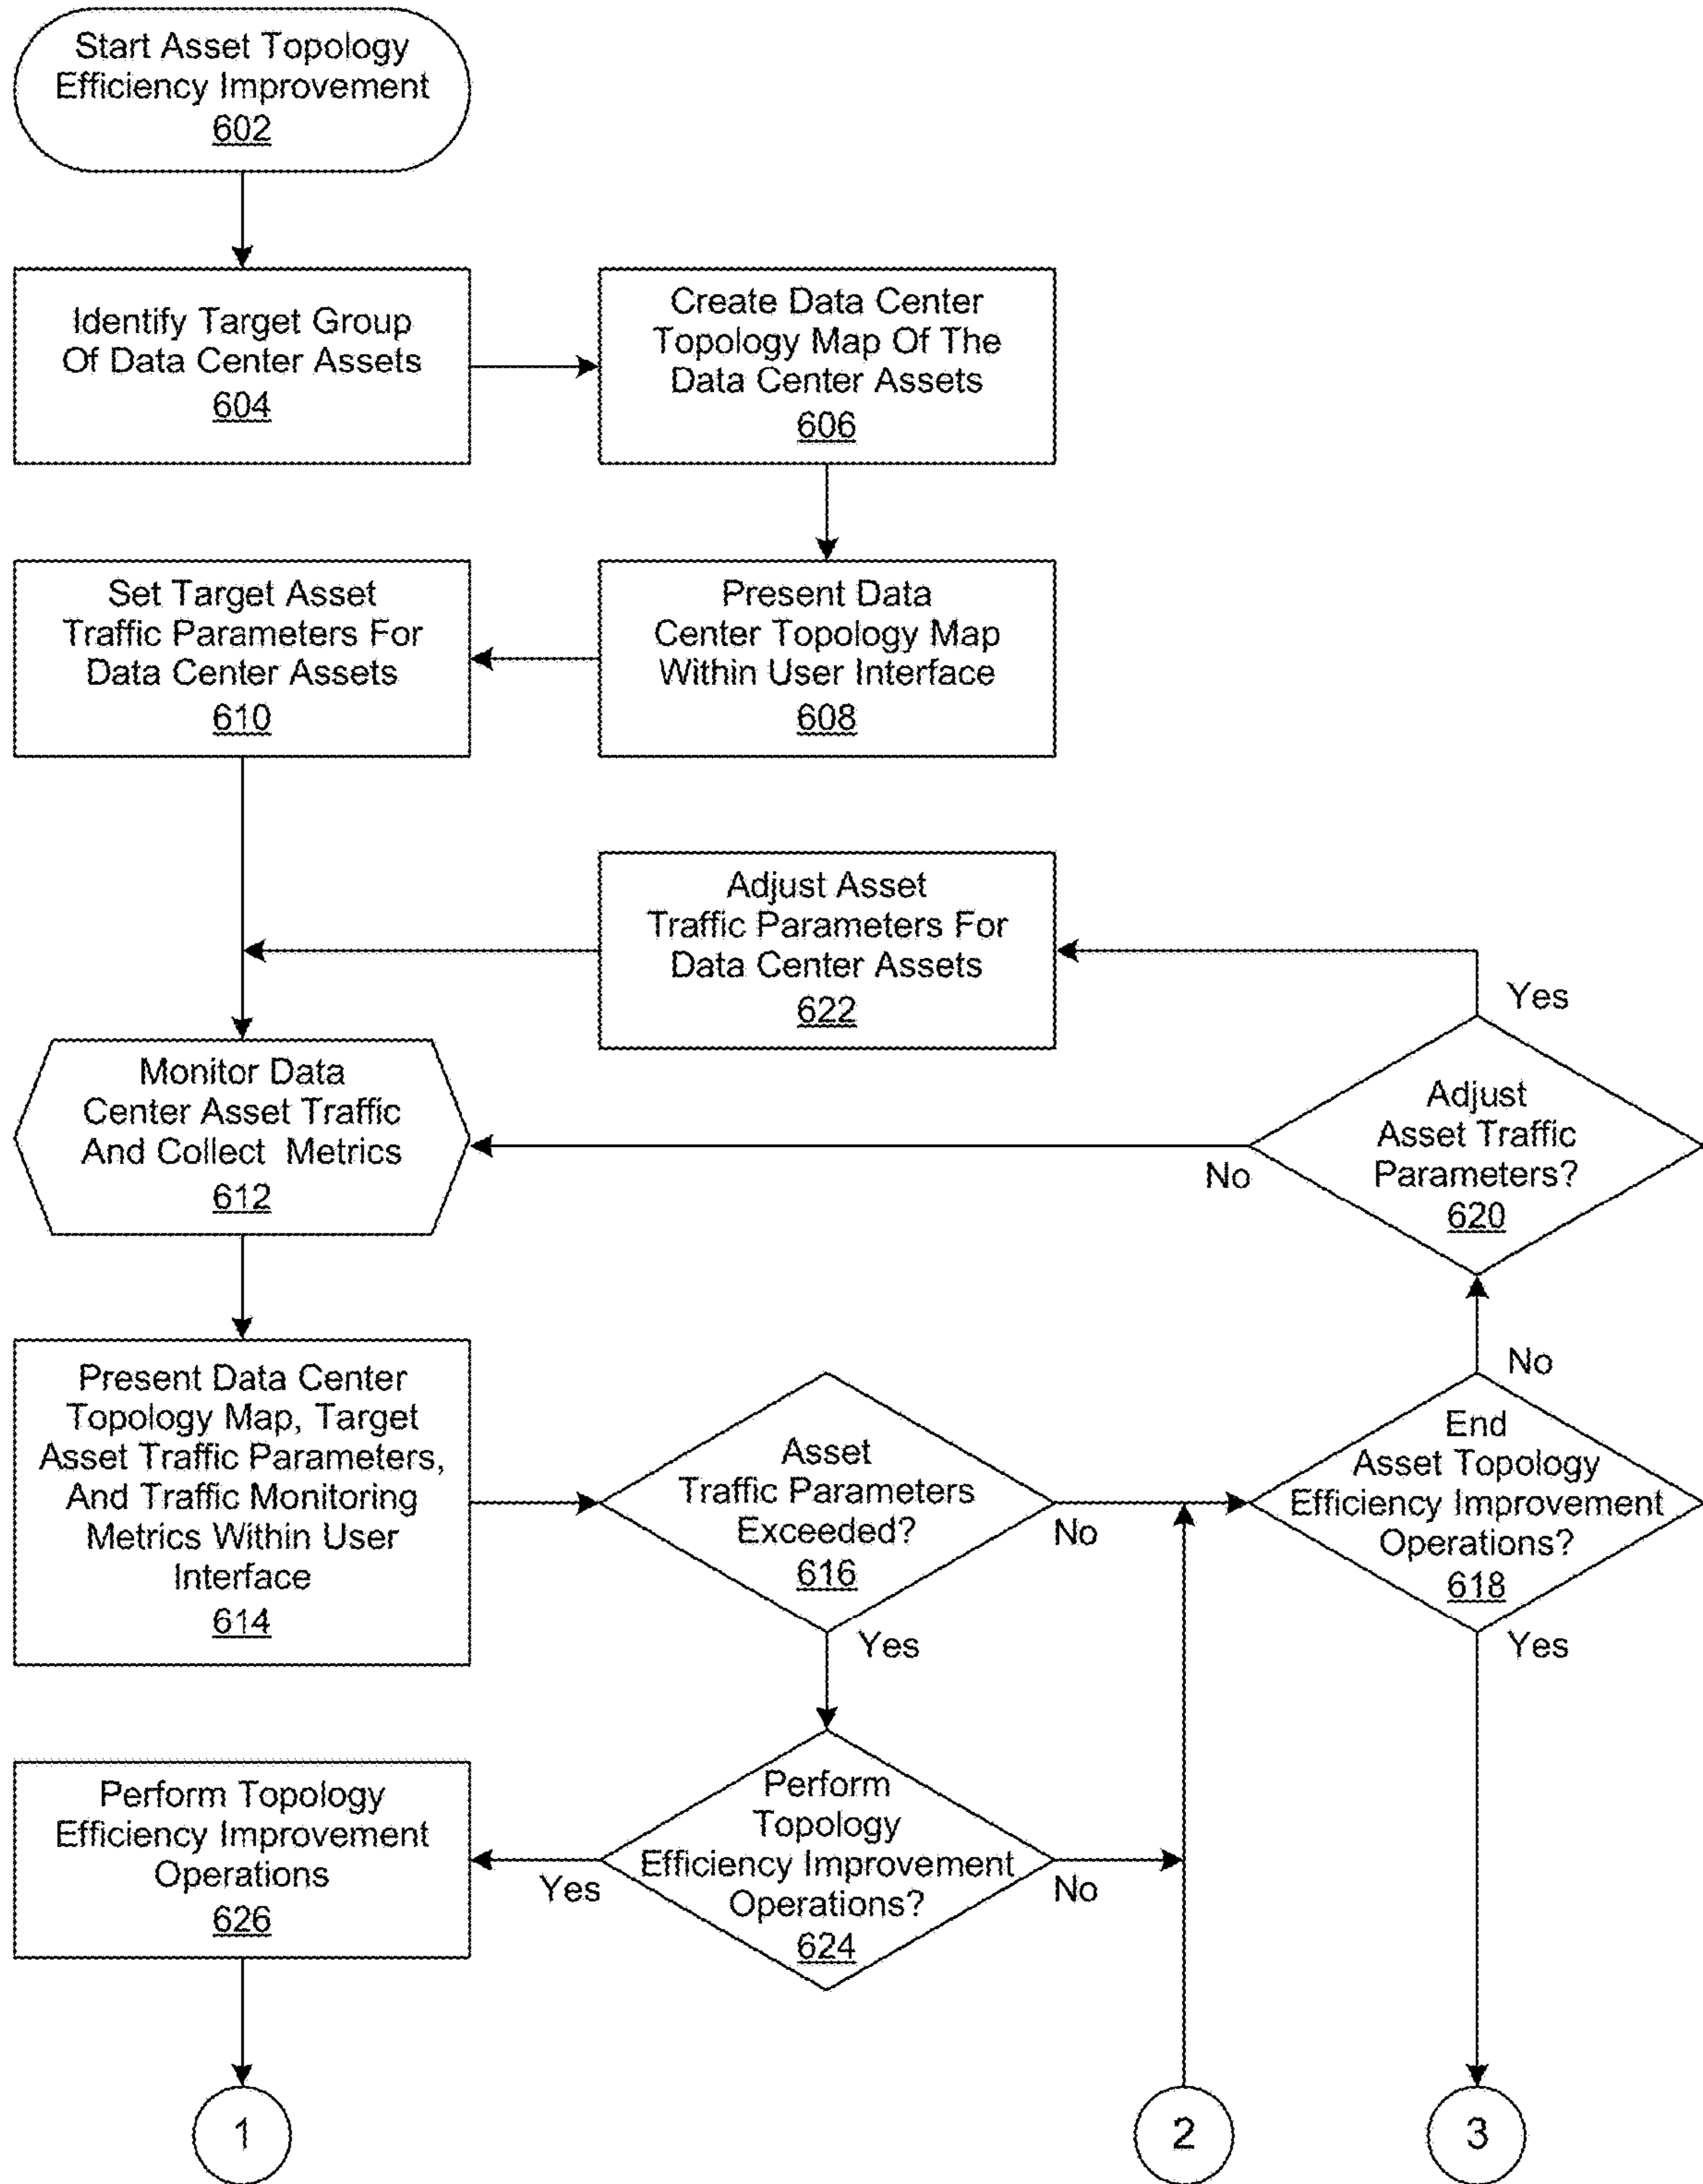 Start Asset Topology
Efficiency Improvement
602
Identify Target Group
Of Data Center Assets
604
Create Data Center
Topology Map Of The
Data Center Assets
606
Set Target Asset
Traffic Parameters For
Data Center Assets
610
Present Data
Center Topology Map
Within User Interface
608
Adjust Asset
Traffic Parameters For
Data Center Assets
622
Yes
Monitor Data
Center Asset Traffic
And Collect Metrics
612
Adjust
Asset Traffic
Parameters?
620
No
Present Data Center
Topology Map, Target
Asset Traffic Parameters,
And Traffic Monitoring
Metrics Within User
Interface
614
Asset
Traffic Parameters
Exceeded?
616
No
Yes
No
End
Asset Topology
Efficiency Improvement
Operations?
618
Yes
Perform Topology
Efficiency Improvement
Operations
626
Yes
Perform
Topology
Efficiency Improvement
Operations?
624
No
1
2
3